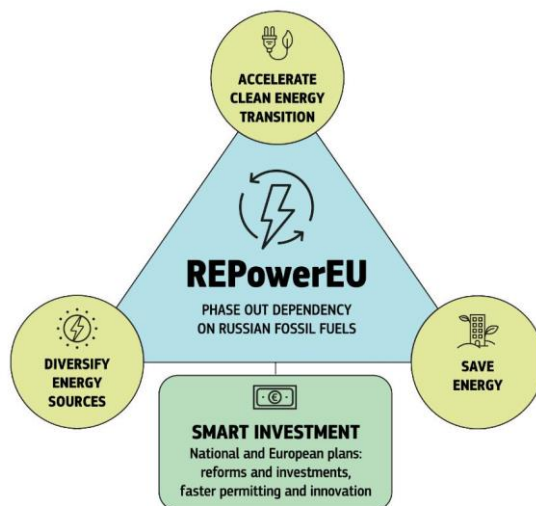 ACCELERATE
CLEAN ENERGY
TRANSITION
REPowerEU
PHASE OUT DEPENDENCY
ON RUSSIAN FOSSIL FUELS
DIVERSIFY
ENERGY
SOURCES
SAVE
ENERGY
€
SMART INVESTMENT
National and European plans:
reforms and investments,
faster permitting and innovation